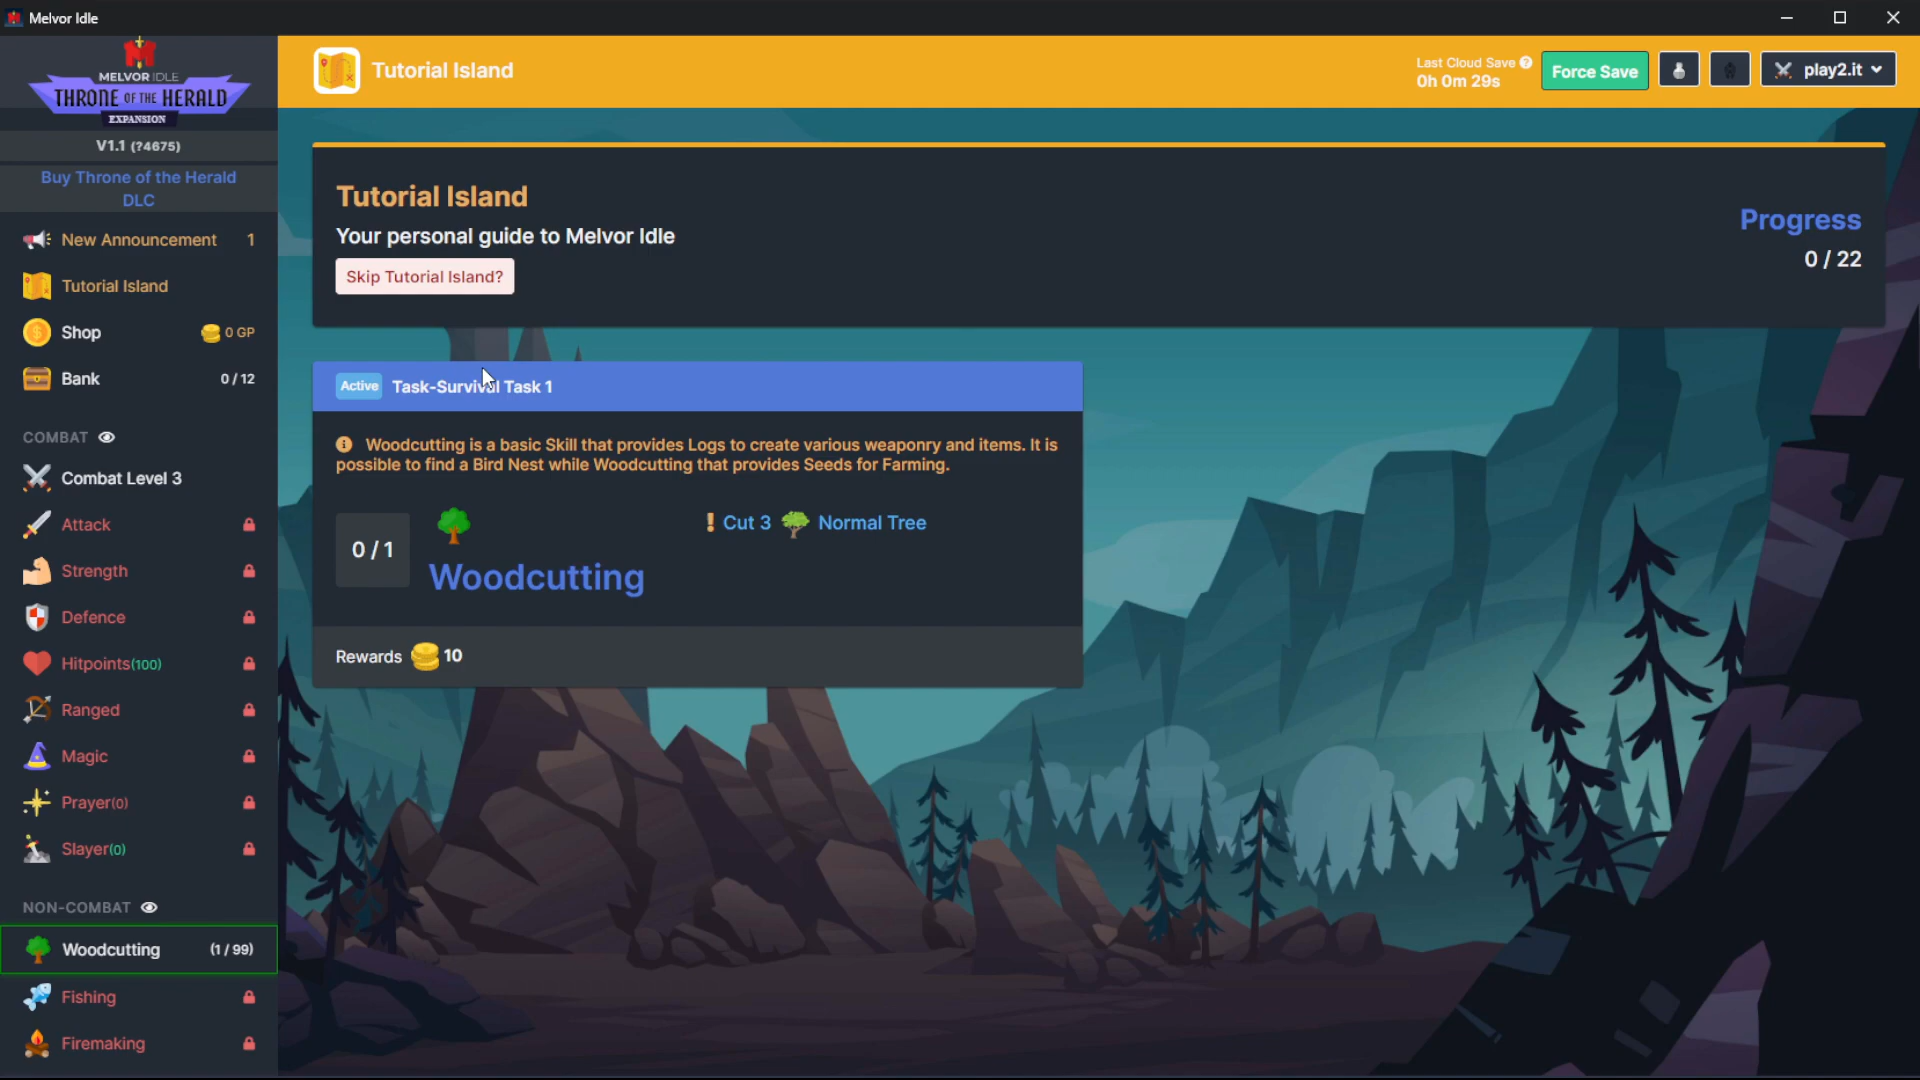 Melvor Idle
MELVOR IDLE
THRONE OF THE HERALD
EXPANSION
V1.1 (?4675)
Buy Throne of the Herald
DLC
New Announcement 1
Tutorial Island
Shop 0 GP
Bank 0 / 12
COMBAT
Combat Level 3
Attack
Strength
Defence
Hitpoints(100)
Ranged
Magic
Prayer(0)
Slayer(0)
NON-COMBAT
Woodcutting (1 / 99)
Fishing
Firemaking
Tutorial Island
Last Cloud Save
0h 0m 29s
Force Save
play2.it
Tutorial Island
Your personal guide to Melvor Idle
Skip Tutorial Island?
Progress
0 / 22
Active Task-Survival Task 1
Woodcutting is a basic Skill that provides Logs to create various weaponry and items. It is
possible to find a Bird Nest while Woodcutting that provides Seeds for Farming.
0 / 1
Woodcutting
Cut 3 Normal Tree
Rewards 10